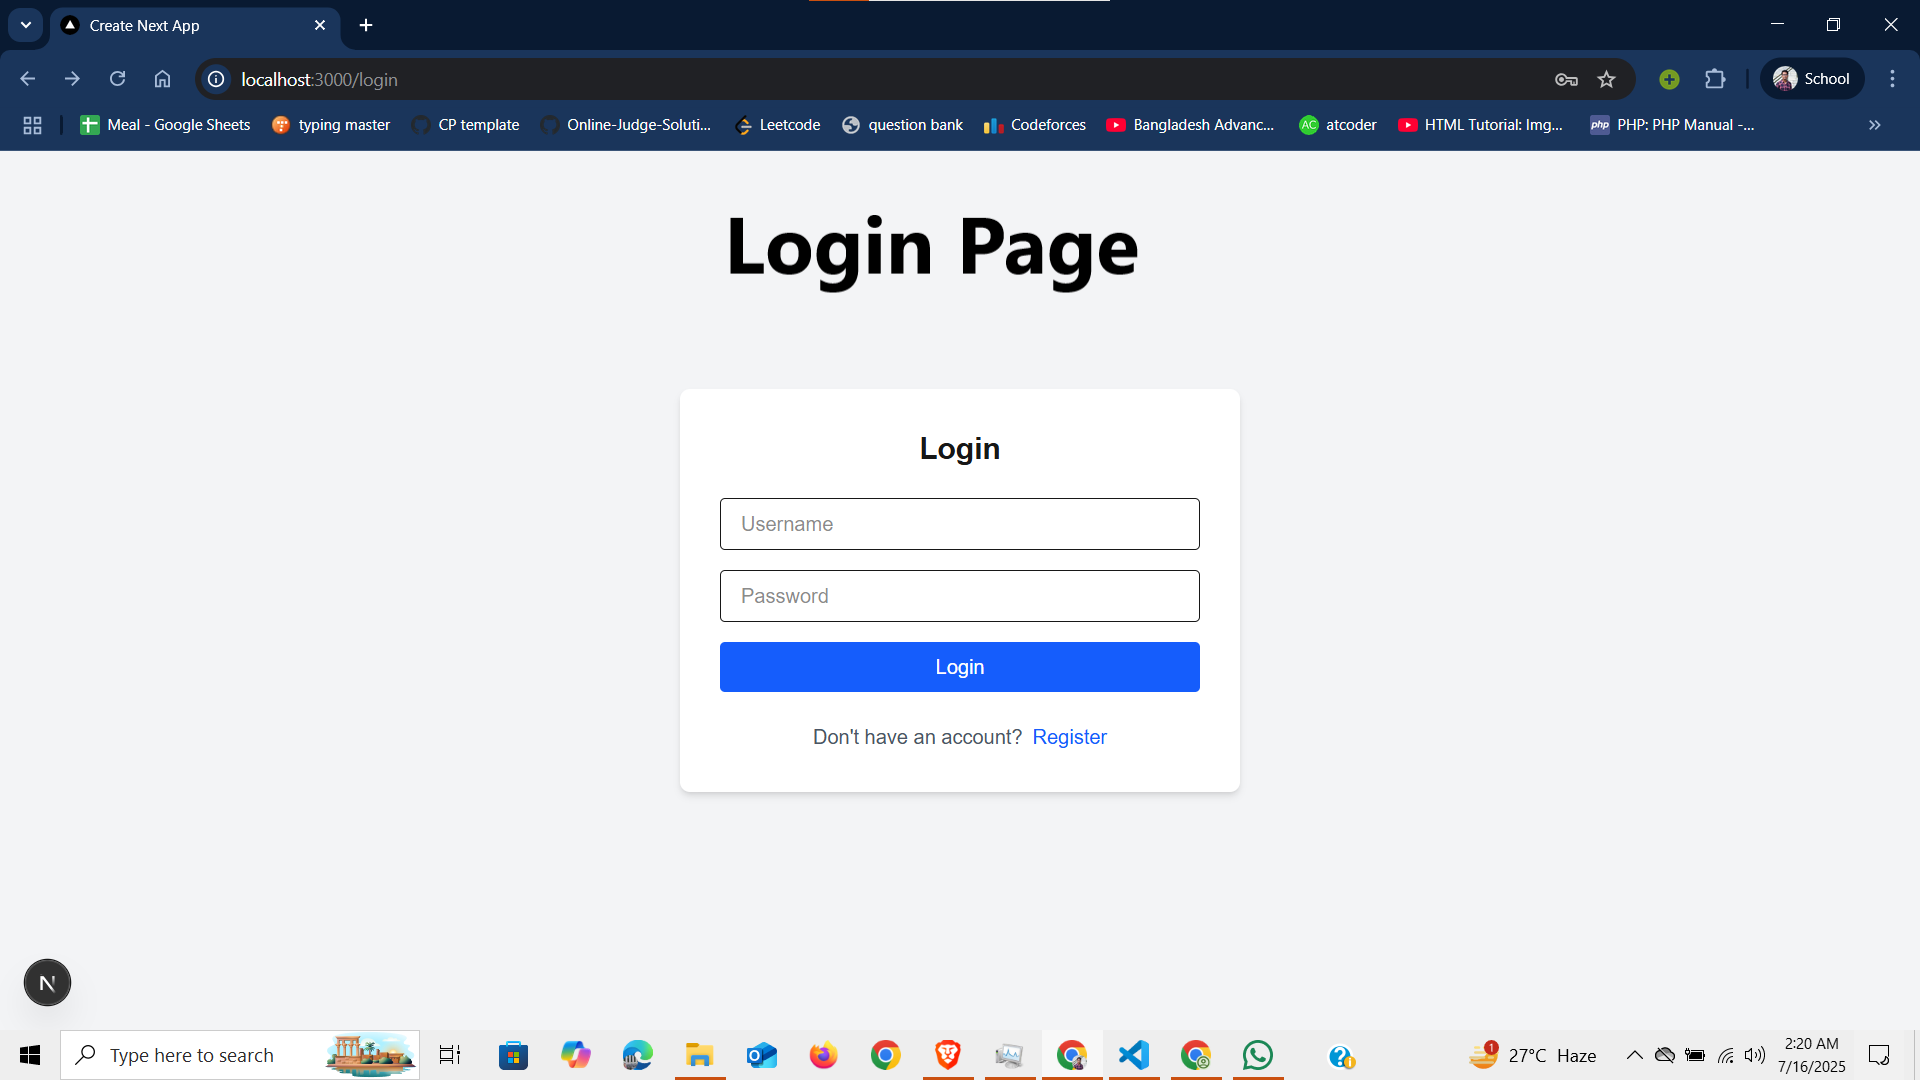 Create Next App
localhost:3000/login
School
Meal - Google Sheets
typing master
CP template
Online-Judge-Soluti...
Leetcode
question bank
Codeforces
Bangladesh Advanc...
AC
atcoder
HTML Tutorial: Img...
php
PHP: PHP Manual -...
Login Page
Login
Username
Password
Login
Don't have an account? Register
N
Type here to search
1
27°C Haze
2:20 AM
7/16/2025